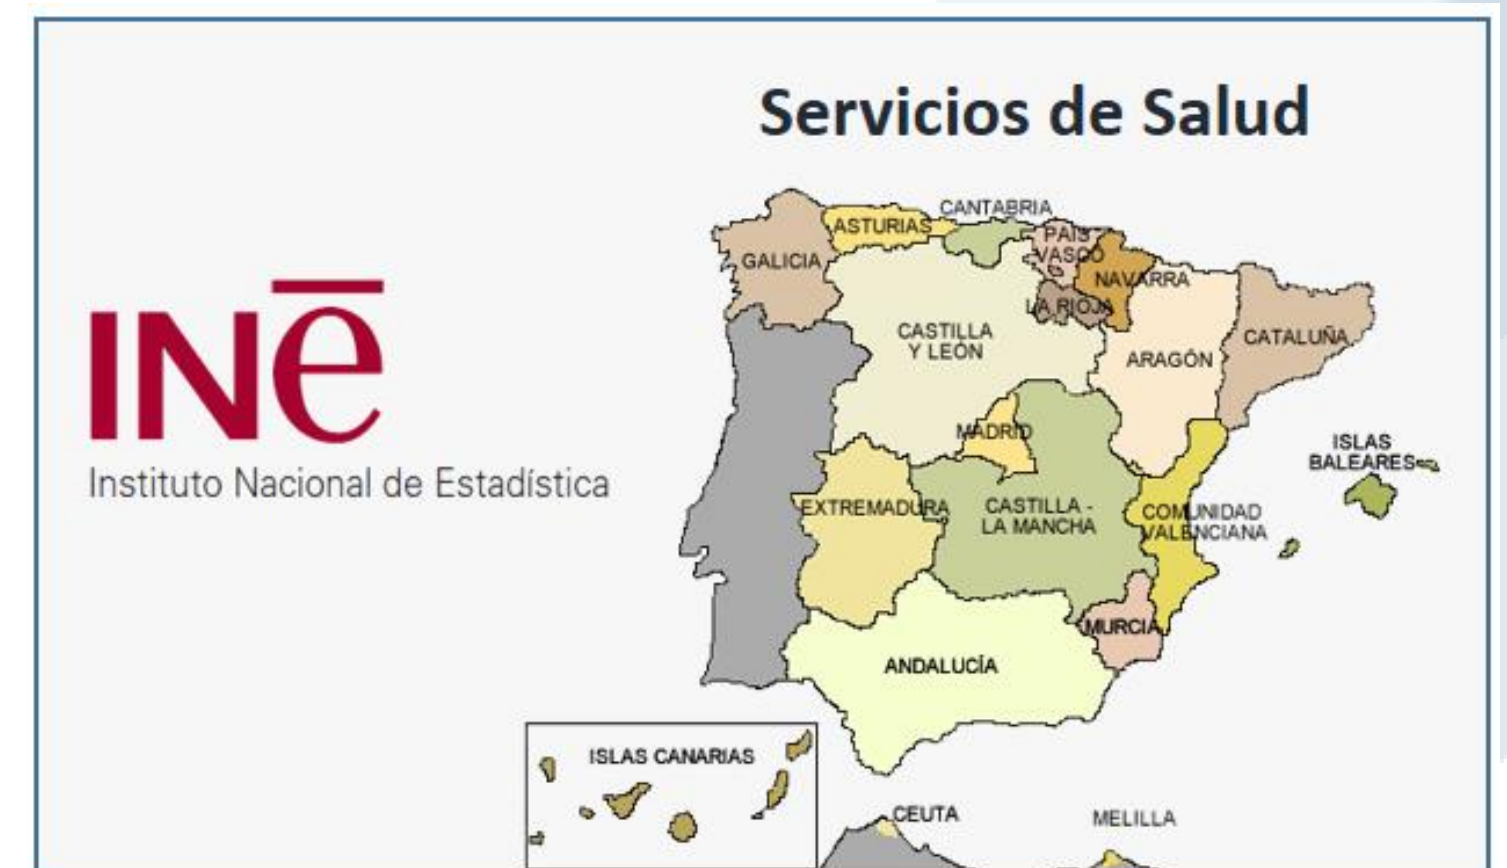 Servicios de Salud
INe
Instituto Nacional de Estadística
CANTABRIA
ASTURIAS
PAIS
VASCO
GALICIA
NAVARRA
LA RIOJA
CASTILLA
Y LEÓN
CATALUÑA
ARAGÓN
MADRID
ISLAS
BALEARES
EXTREMADURA
CASTILLA -
LA MANCHA
COMUNIDAD
VALENCIANA
MURCIA
ANDALUCÍA
ISLAS CANARIAS
CEUTA
MELILLA